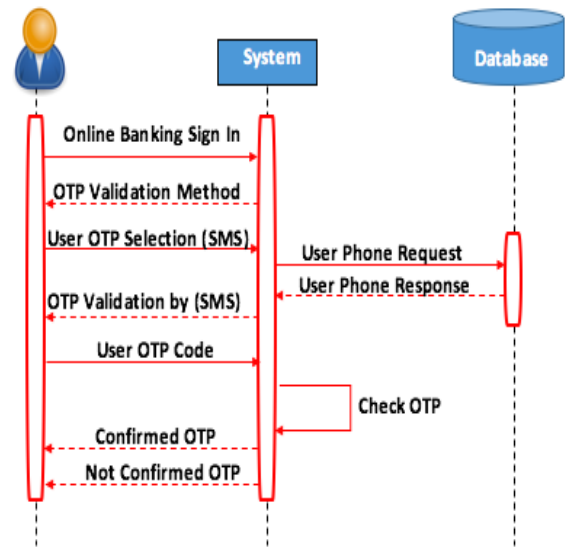 System
Database
Online Banking Sign In
OTP Validation Method
User OTP Selection (SMS)
User Phone Request
User Phone Response
OTP Validation by (SMS)
User OTP Code
Check OTP
Confirmed OTP
Not Confirmed OTP